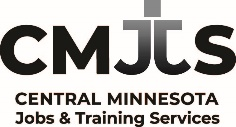 CMJTS
CENTRAL MINNESOTA
Jobs & Training Services